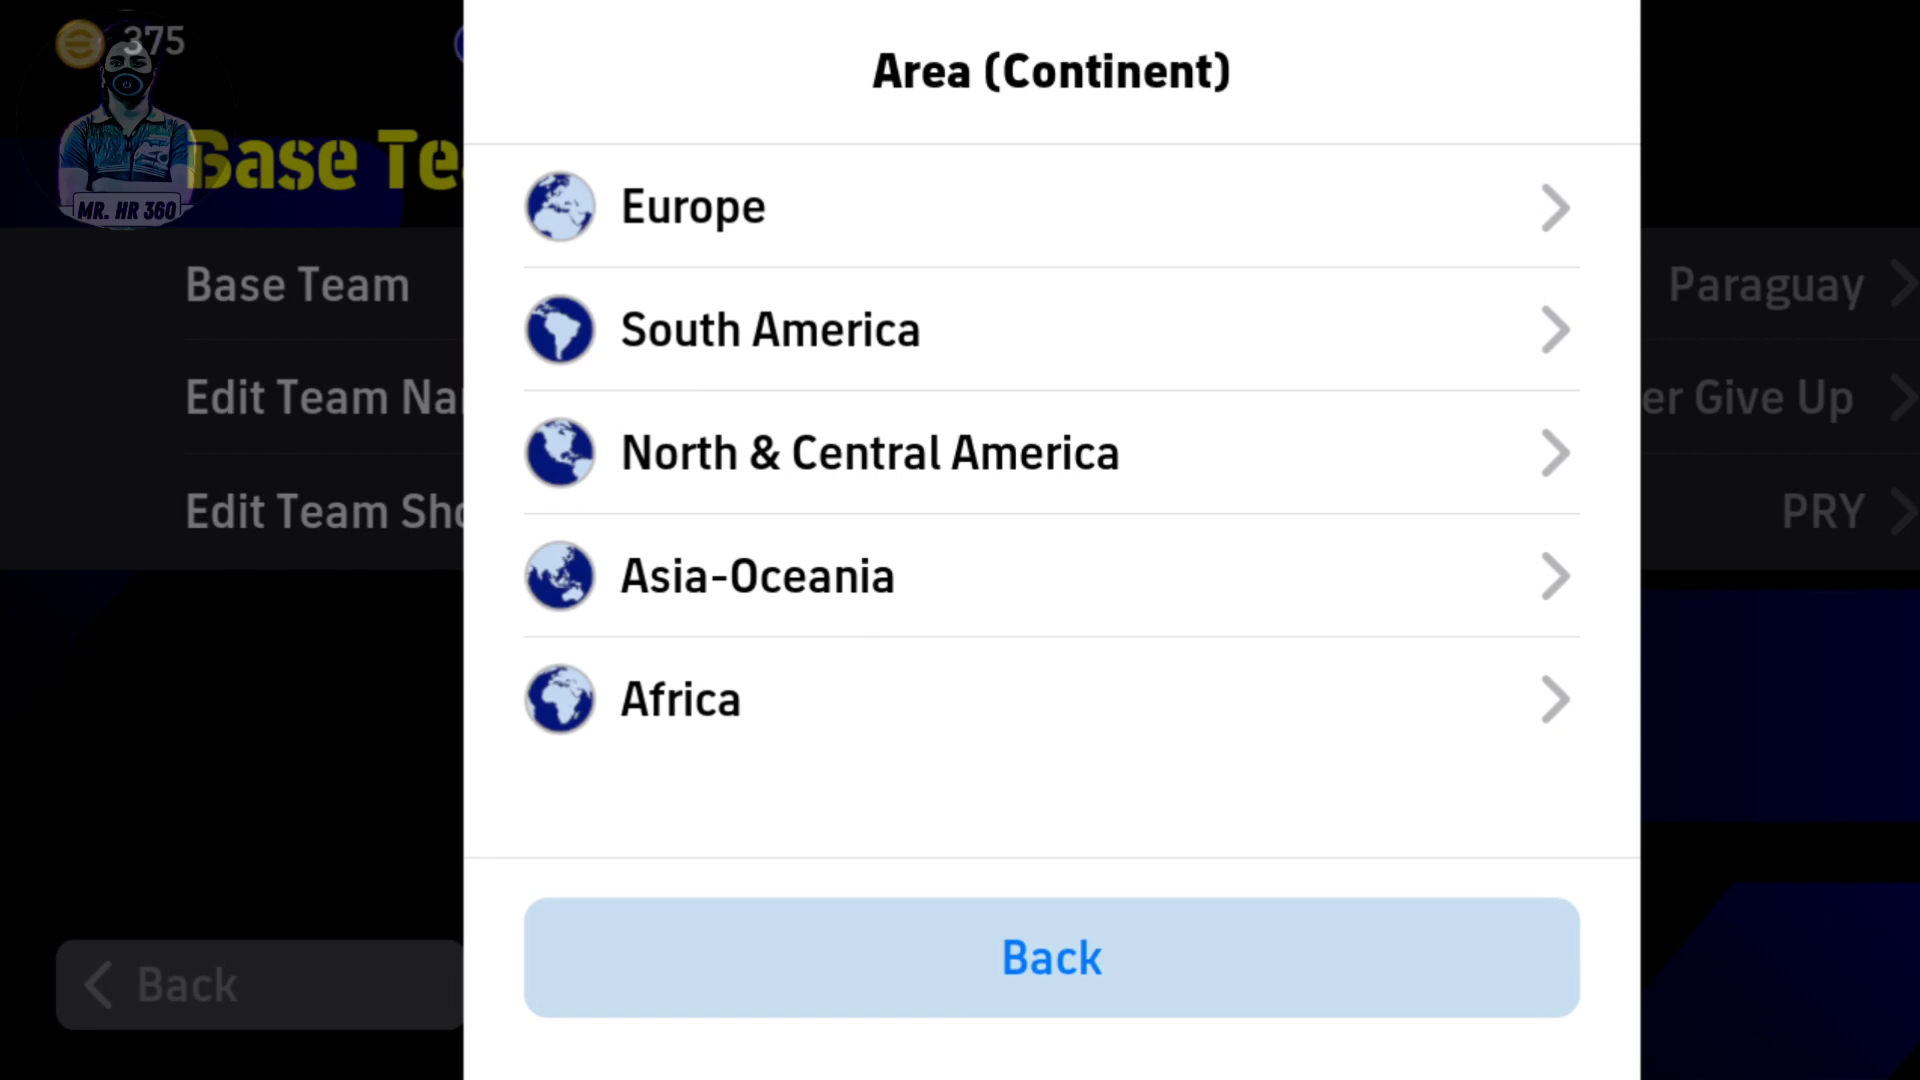 375
Base Te
MR. HR 360
Area (Continent)
Europe
South America
North & Central America
Asia-Oceania
Africa
Back
Base Team
Paraguay
Edit Team Na
er Give Up
Edit Team Sho
PRY
Back